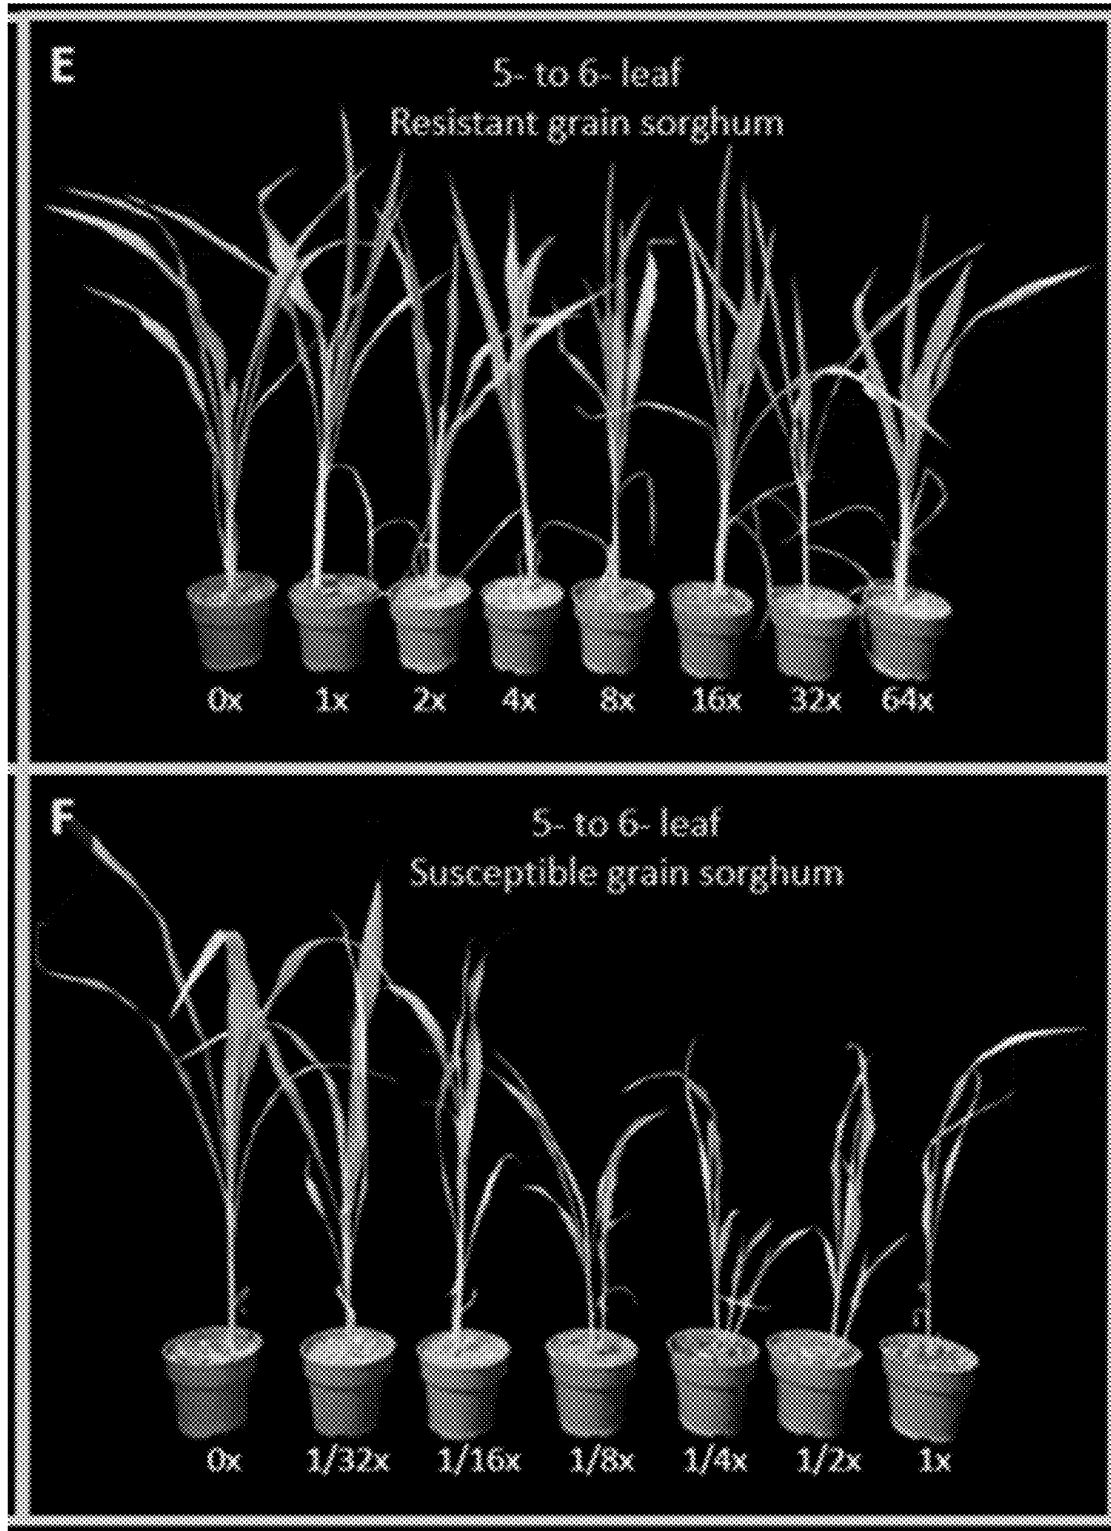 E
5- to 6- leaf
Resistant grain sorghum
0x 1x 2x 4x 8x 16x 32x 64x
F
5- to 6- leaf
Susceptible grain sorghum
0x 1/32x 1/16x 1/8x 1/4x 1/2x 1x